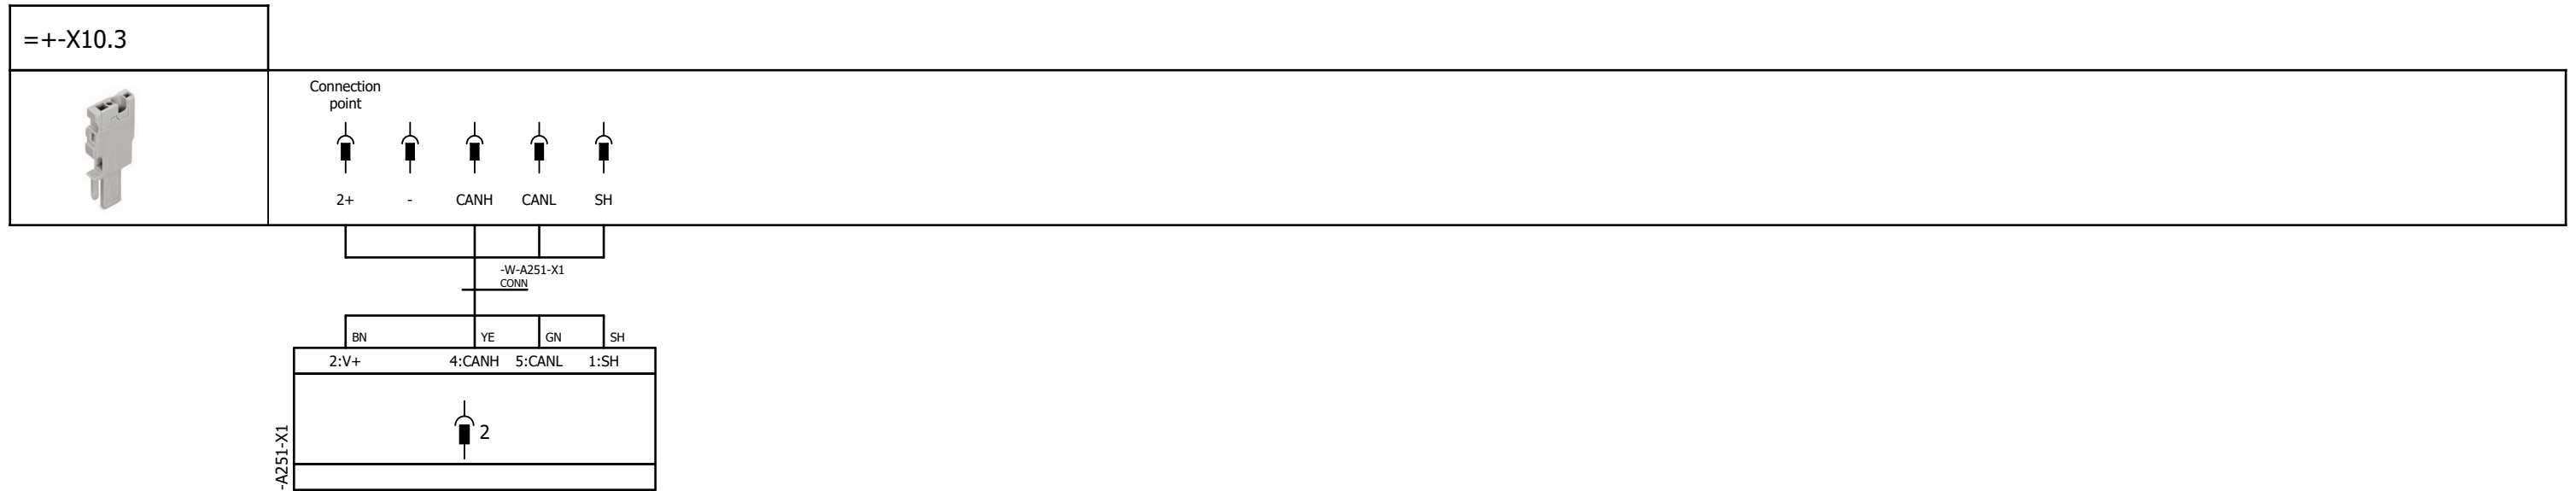 =+-X10.3
Connection
point
2+ - CANH CANL SH
-W-A251-X1
CONN
BN YE GN SH
2:V+ 4:CANH 5:CANL 1:SH
2
-A251-X1